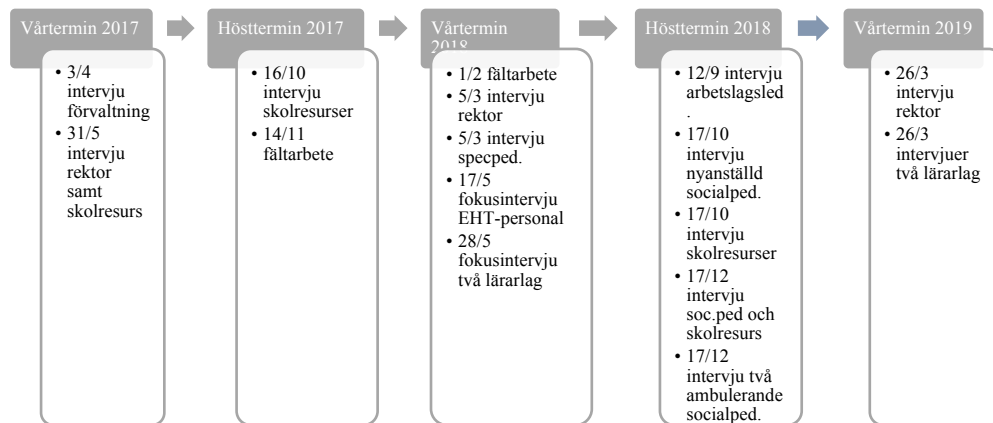 Vårtermin 2017
• 3/4
intervju
förvaltning
• 31/5
intervju
rektor
samt
skolresurs
Hösttermin 2017
• 16/10
intervju
skolresurser
• 14/11
fältarbete
Vårtermin
2018
• 1/2 fältarbete
• 5/3 intervju
rektor
• 5/3 intervju
specped.
• 17/5
fokusintervju
EHT-personal
• 28/5
fokusintervju
två lärarlag
Hösttermin 2018
• 12/9 intervju
arbetslagsled
.
• 17/10
intervju
nyanställd
socialped.
• 17/10
intervju
skolresurser
• 17/12
intervju
soc.ped och
skolresurs
• 17/12
intervju två
ambulerande
socialped.
Vårtermin 2019
• 26/3
intervju
rektor
• 26/3
intervjuer
två lärarlag